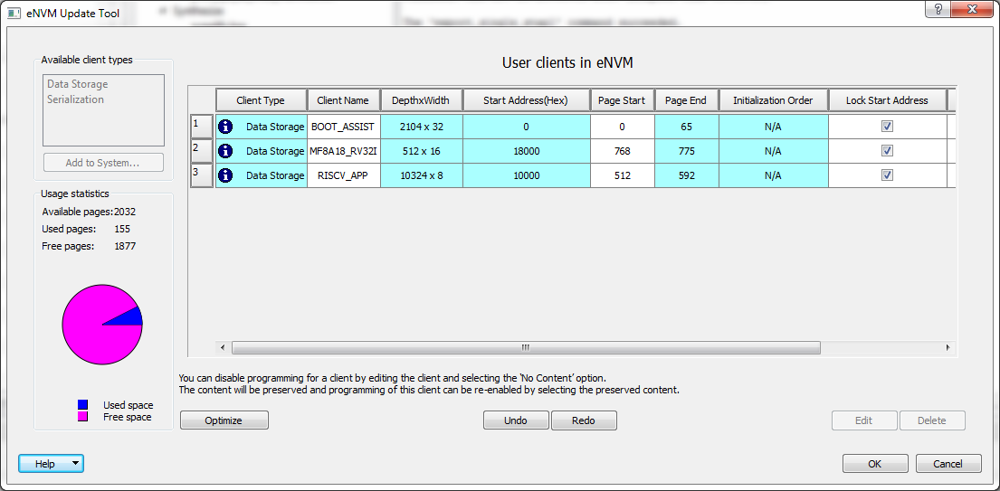 eNVM Update Tool
Available client types
Data Storage
Serialization
Add to System...
Usage statistics
Available pages: 2032
Used pages: 155
Free pages: 1877
Used space
Free space
User clients in eNVM
Client Type Client Name DepthxWidth Start Address(Hex) Page Start Page End Initialization Order Lock Start Address
1 Data Storage BOOT_ASSIST 2104 x 32 0 0 65 N/A
2 Data Storage MF8A18_RV32I 512 x 16 18000 768 775 N/A
3 Data Storage RISCV_APP 10324 x 8 10000 512 592 N/A
You can disable programming for a client by editing the client and selecting the 'No Content' option.
The content will be preserved and programming of this client can be re-enabled by selecting the preserved content.
Optimize Undo Redo Edit Delete
Help OK Cancel